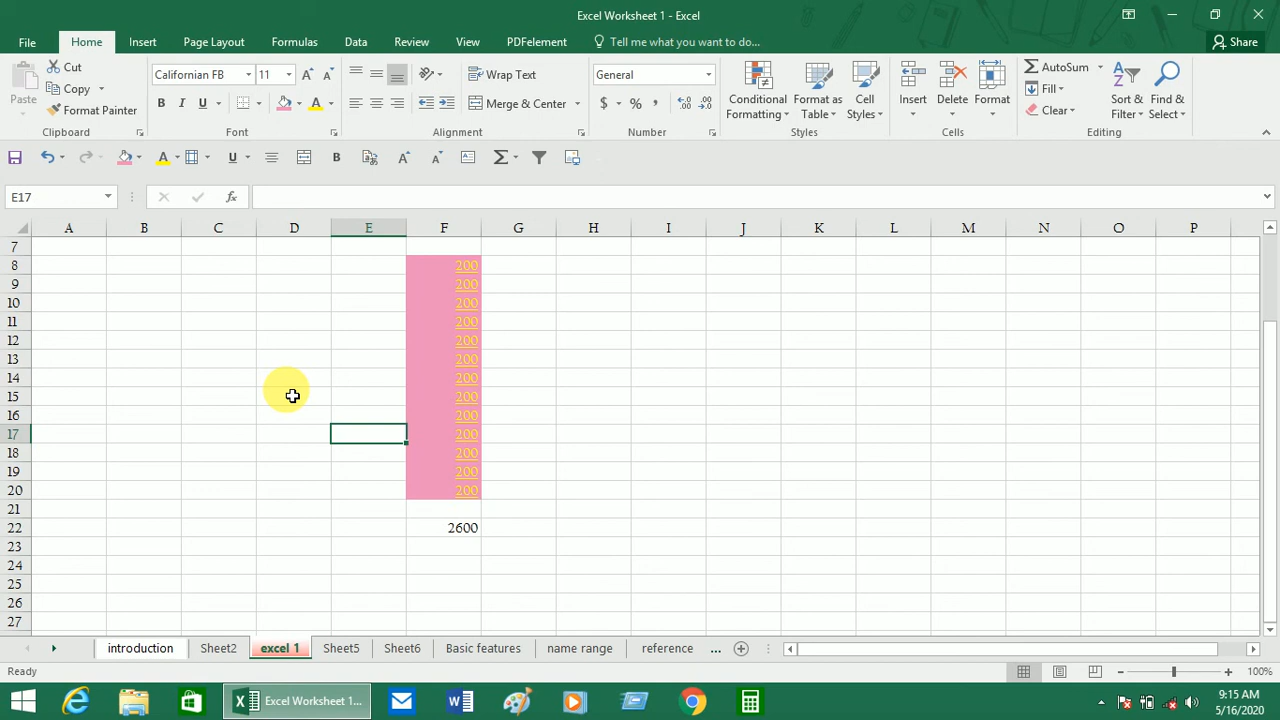 Excel Worksheet 1 - Excel
File Home Insert Page Layout Formulas Data Review View PDFelement Tell me what you want to do... Share
Paste Cut Copy Format Painter Clipboard
Californian FB 11 A A B I U A Font
Wrap Text Merge & Center Alignment
General $ % , Number
Conditional Formatting Format as Table Cell Styles Styles
Insert Delete Format Cells
AutoSum Fill Clear Sort & Filter Find & Select Editing
U B A A
E17 fx
A B C D E F G H I J K L M N O P
7
8 200
9 200
10 200
11 200
12 200
13 200
14 200
15 200
16 200
17 200
18 200
19 200
20 200
21
22 2600
23
24
25
26
27
introduction Sheet2 excel 1 Sheet5 Sheet6 Basic features name range reference ...
Ready 100%
Excel Worksheet 1... 9:15 AM
5/16/2020